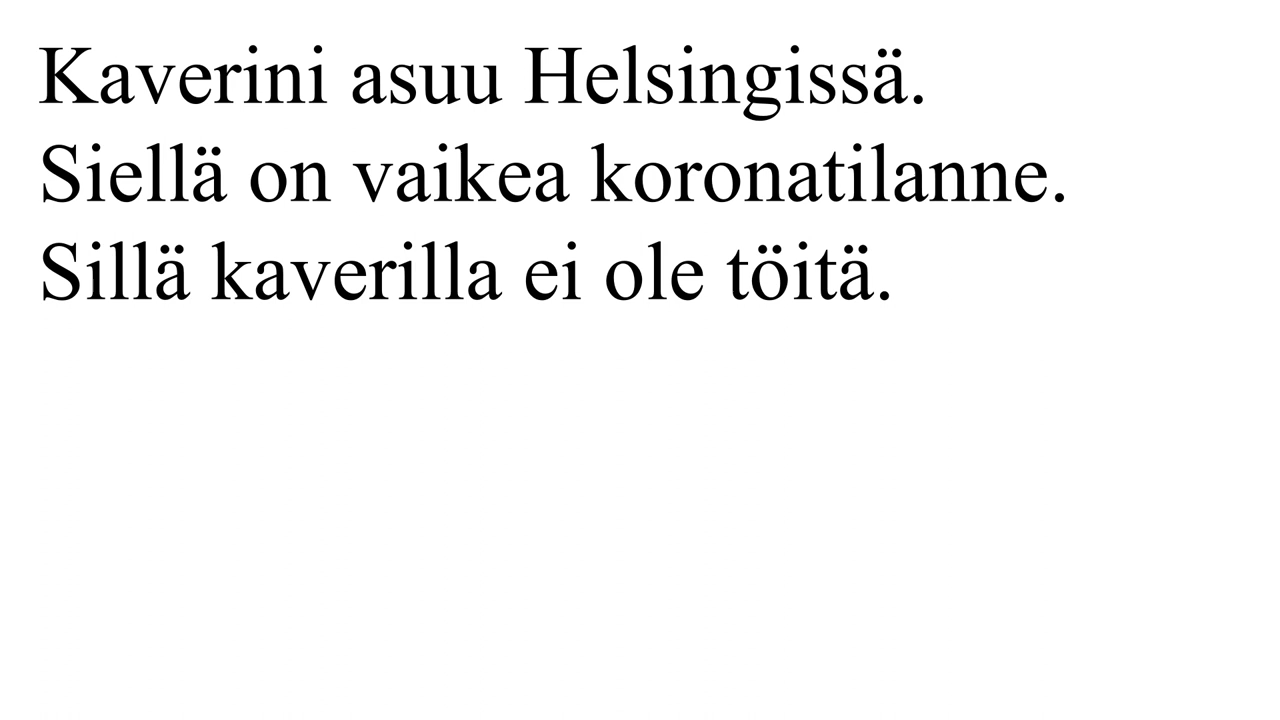 Kaverini asuu Helsingissä.
Siellä on vaikea koronatilanne.
Sillä kaverilla ei ole töitä.